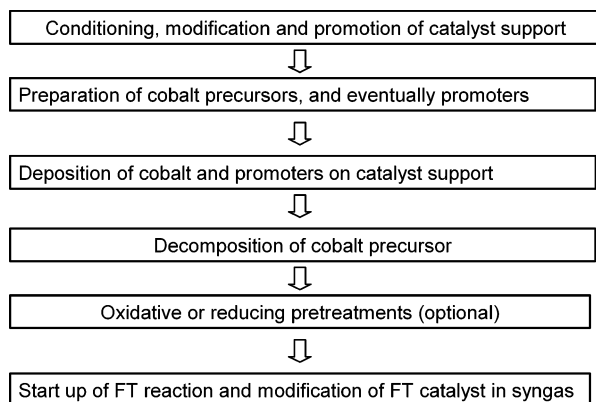 Conditioning, modification and promotion of catalyst support
Preparation of cobalt precursors, and eventually promoters
Deposition of cobalt and promoters on catalyst support
Decomposition of cobalt precursor
Oxidative or reducing pretreatments (optional)
Start up of FT reaction and modification of FT catalyst in syngas